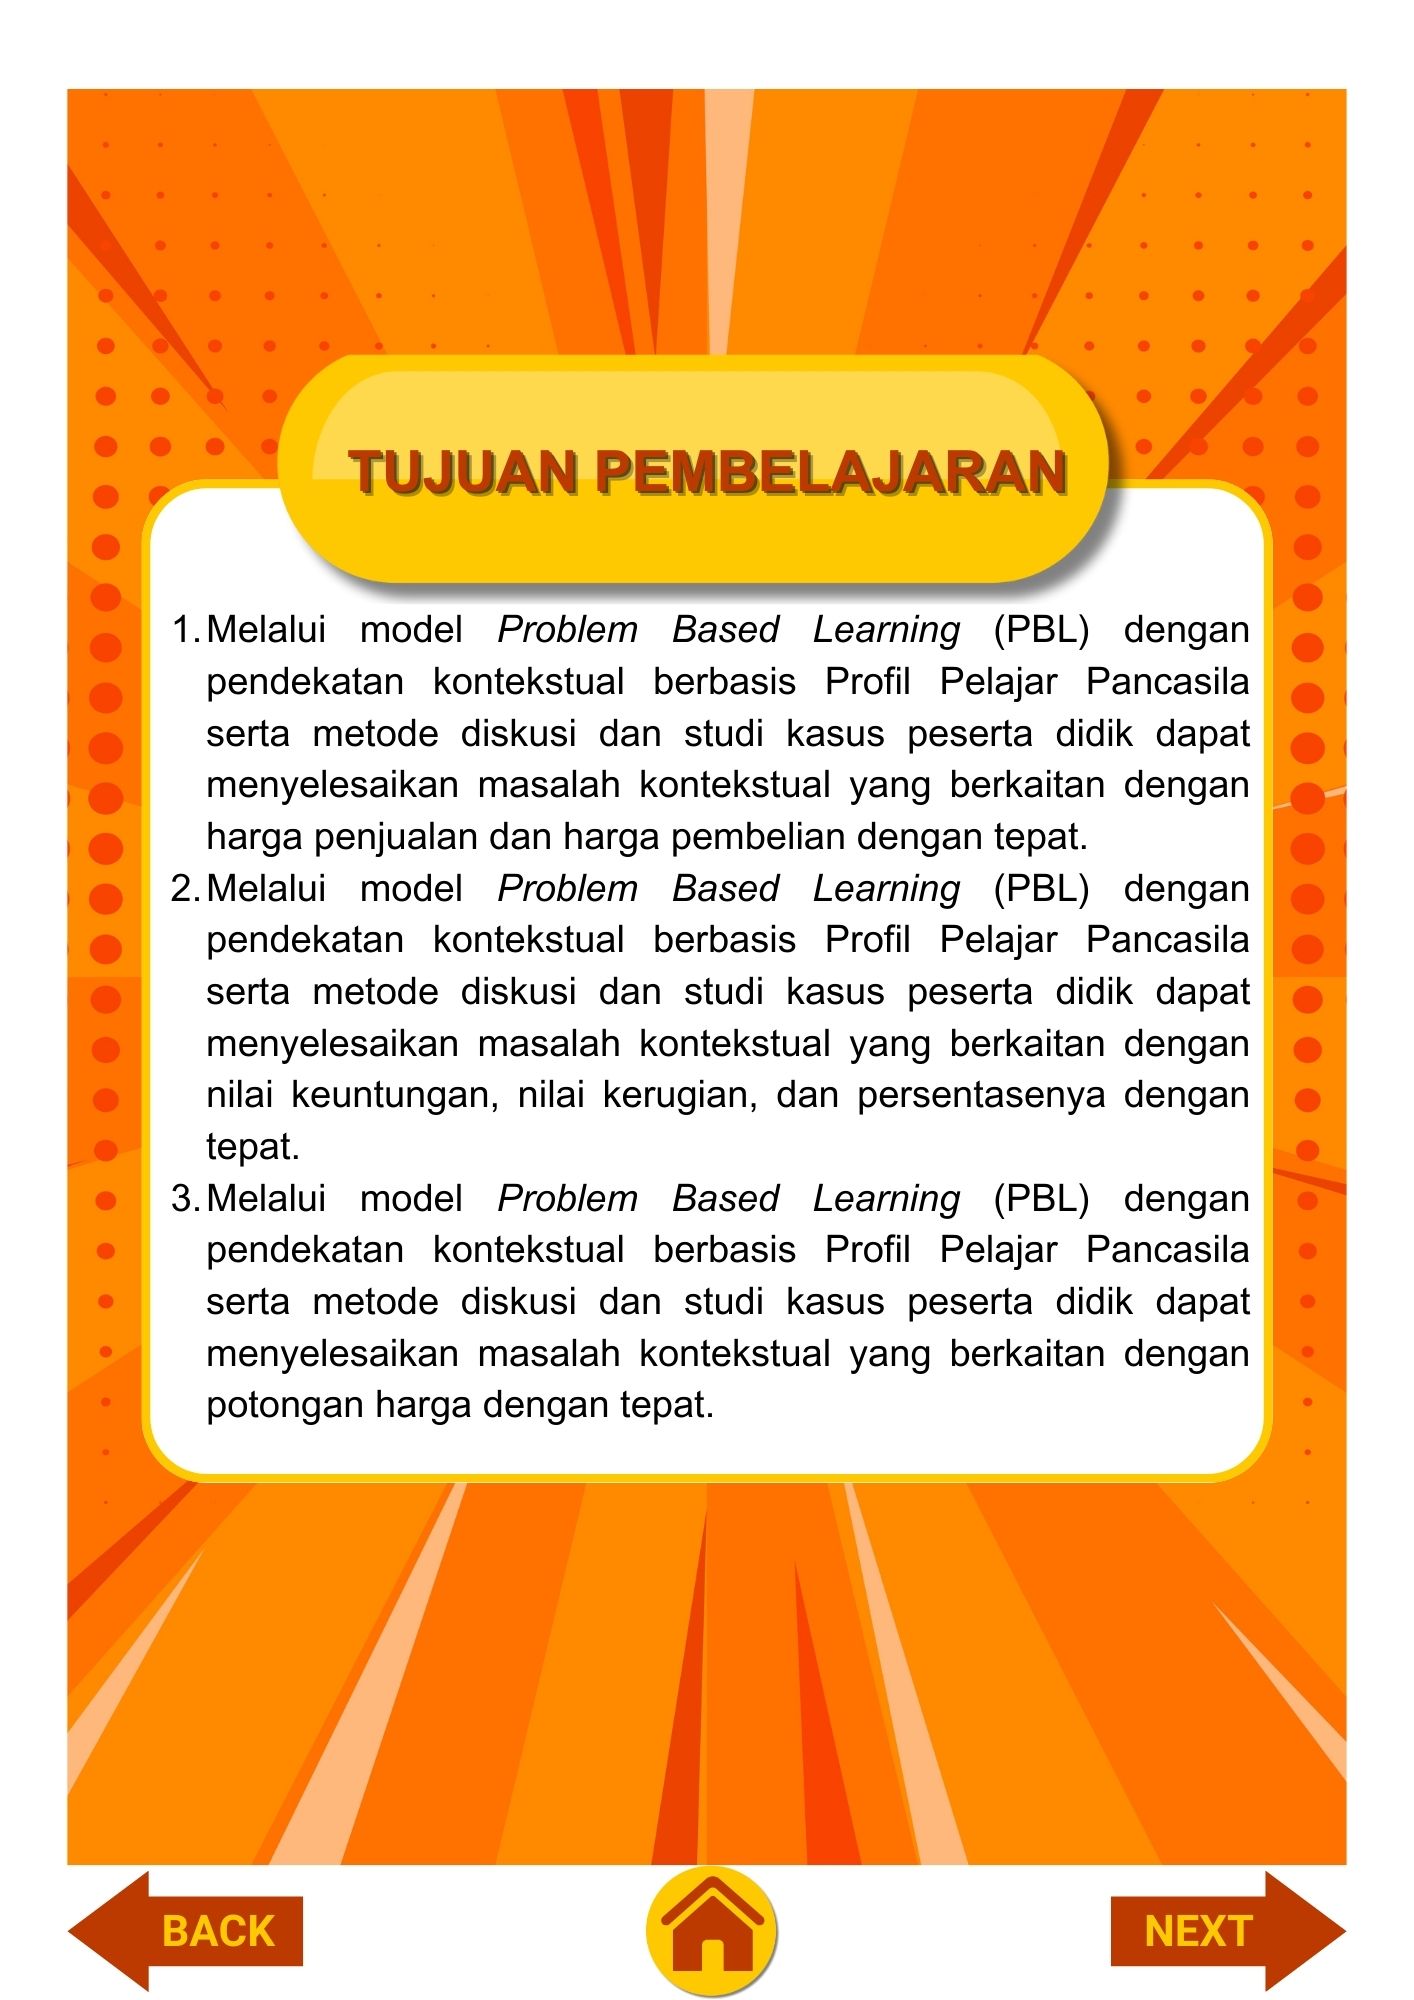 TUJUAN PEMBELAJARAN
1. Melalui model Problem Based Learning (PBL) dengan
pendekatan kontekstual berbasis Profil Pelajar Pancasila
serta metode diskusi dan studi kasus peserta didik dapat
menyelesaikan masalah kontekstual yang berkaitan dengan
harga penjualan dan harga pembelian dengan tepat.
2. Melalui model Problem Based Learning (PBL) dengan
pendekatan kontekstual berbasis Profil Pelajar Pancasila
serta metode diskusi dan studi kasus peserta didik dapat
menyelesaikan masalah kontekstual yang berkaitan dengan
nilai keuntungan, nilai kerugian, dan persentasenya dengan
tepat.
3. Melalui model Problem Based Learning (PBL) dengan
pendekatan kontekstual berbasis Profil Pelajar Pancasila
serta metode diskusi dan studi kasus peserta didik dapat
menyelesaikan masalah kontekstual yang berkaitan dengan
potongan harga dengan tepat.
BACK
NEXT